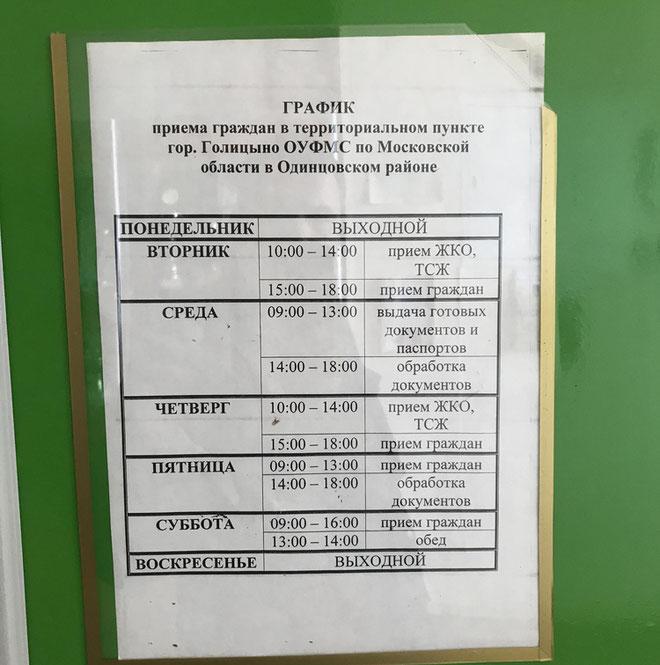 ГРАФИК
приема граждан в территориальном пункте
гор. Голицыно ОУФМС по Московской
области в Одинцовском районе
ПОНЕДЕЛЬНИК ВЫХОДНОЙ
ВТОРНИК 10:00 – 14:00 прием ЖКО,
ТСЖ
15:00 – 18:00 прием граждан
СРЕДА 09:00 – 13:00 выдача готовых
документов и
паспортов
14:00 – 18:00 обработка
документов
ЧЕТВЕРГ 10:00 – 14:00 прием ЖКО,
ТСЖ
15:00 – 18:00 прием граждан
ПЯТНИЦА 09:00 – 13:00 прием граждан
14:00 – 18:00 обработка
документов
СУББОТА 09:00 – 16:00 прием граждан
13:00 – 14:00 обед
ВОСКРЕСЕНЬЕ ВЫХОДНОЙ